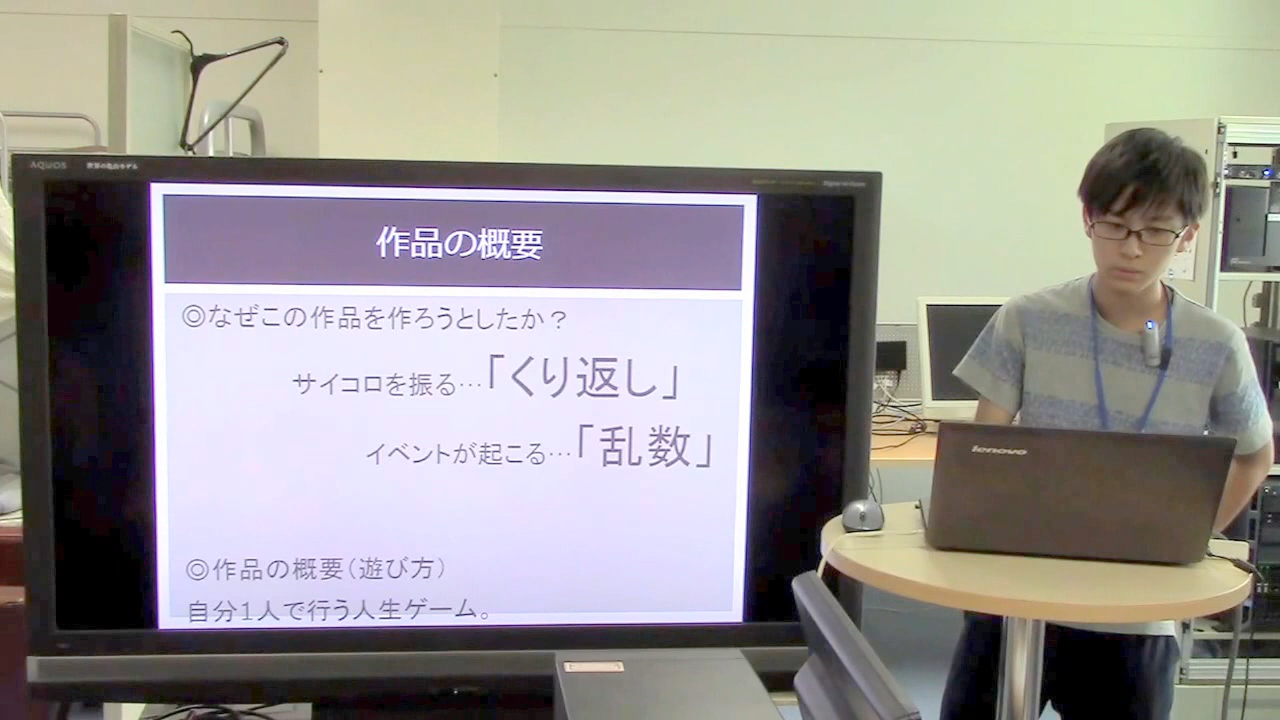 AQUOS
作品の概要
◎なぜこの作品を作ろうとしたか?
サイコロを振る…「くり返し」
イベントが起こる…「乱数」
◎作品の概要(遊び方)
自分1人で行う人生ゲーム。
lenovo